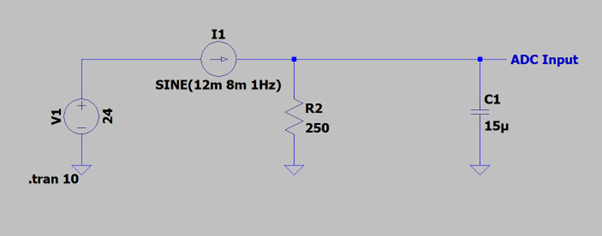 I1
ADC Input
SINE(12m 8m 1Hz)
C1
R2
V1
24
250
15µ
.tran 10